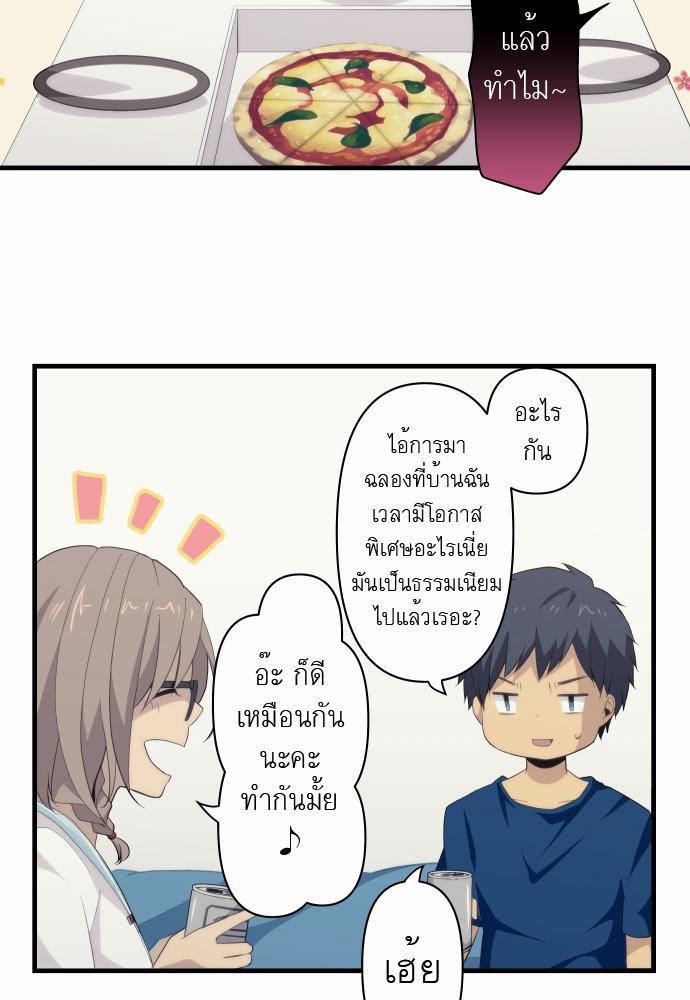 แล้ว
ทำไม~
อะไร
กัน
ไอ้การมา
ฉลองที่บ้านฉัน
เวลามีโอกาส
พิเศษอะไรเนี่ย
มันเป็นธรรมเนียม
ไปแล้วเรอะ?
อ๊ะ ก็ดี
เหมือนกัน
นะคะ
ทำกันมั้ย
♪
เฮ้ย